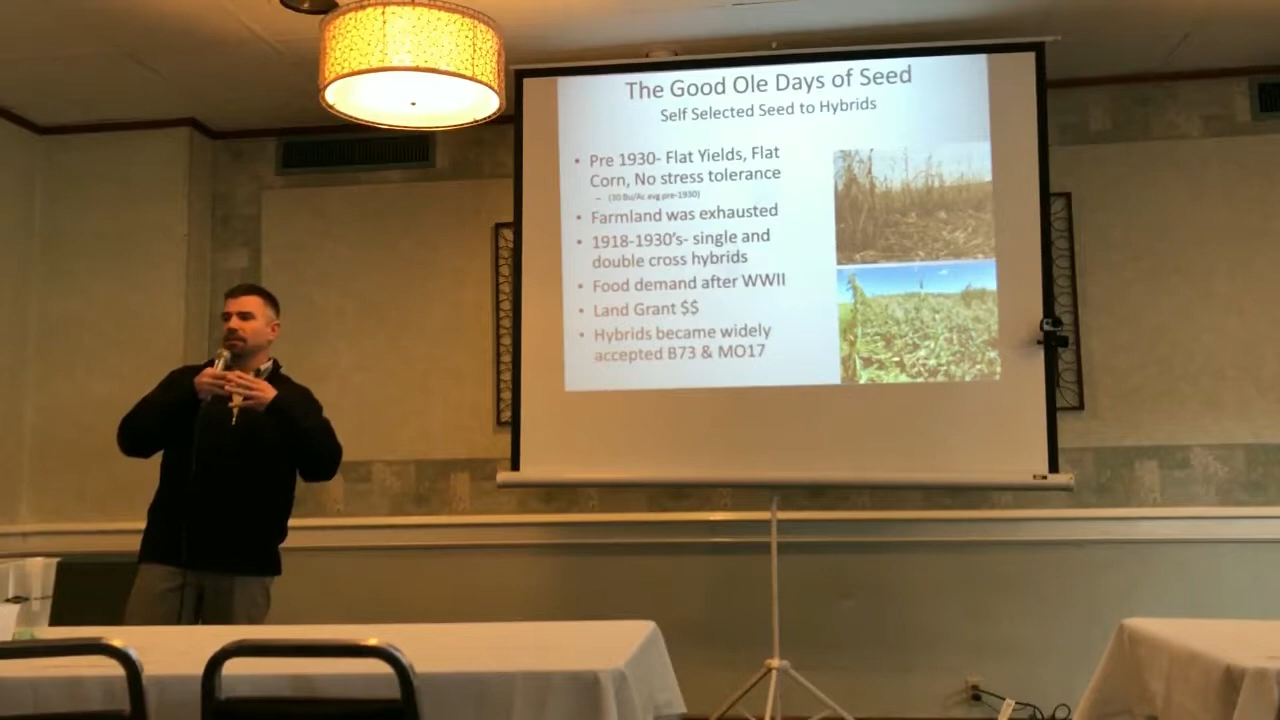 The Good Ole Days of Seed
Self Selected Seed to Hybrids
• Pre 1930- Flat Yields, Flat
Corn, No stress tolerance
– (30 Bu/Ac avg pre-1930)
• Farmland was exhausted
• 1918-1930's- single and
double cross hybrids
• Food demand after WWII
• Land Grant $$
• Hybrids became widely
accepted B73 & MO17